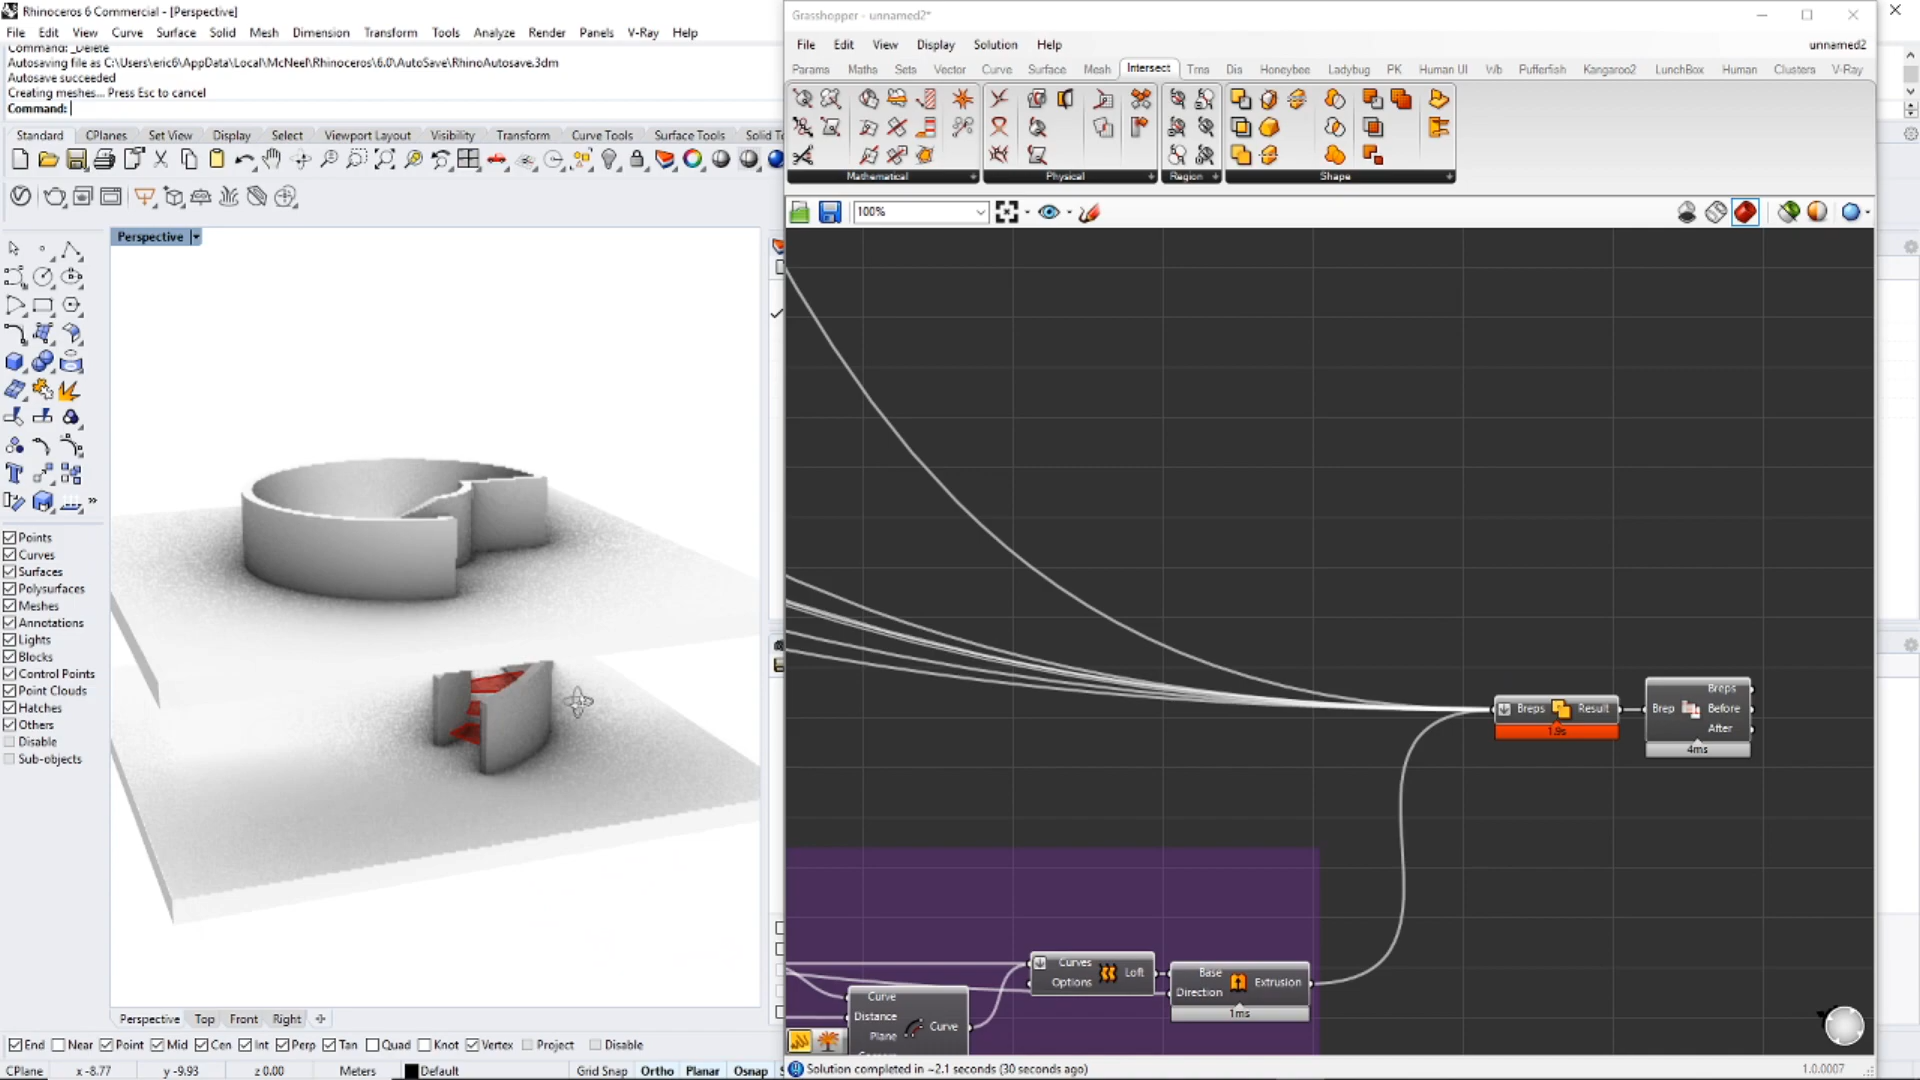 Rhinoceros 6 Commercial - [Perspective]
File Edit View Curve Surface Solid Mesh Dimension Transform Tools Analyze Render Panels V-Ray Help
Command: _Delete
Autosaving file as C:\Users\eric6\AppData\Local\McNeel\Rhinoceros\6.0\AutoSave\RhinoAutosave.3dm
Autosave succeeded
Creating meshes... Press Esc to cancel
Command:
Standard CPlanes Set View Display Select Viewport Layout Visibility Transform Curve Tools Surface Tools Solid T
Perspective
Points
Curves
Surfaces
Polysurfaces
Meshes
Annotations
Lights
Blocks
Control Points
Point Clouds
Hatches
Others
Disable
Sub-objects
Perspective Top Front Right
End Near Point Mid Cen Int Perp Tan Quad Knot Vertex Project Disable
CPlane x -8.77 y -9.93 z 0.00 Meters Default Grid Snap Ortho Planar Osnap
Grasshopper - unnamed2*
File Edit View Display Solution Help unnamed2
Params Maths Sets Vector Curve Surface Mesh Intersect Trns Dis Honeybee Ladybug PK Human UI Wb Pufferfish Kangaroo2 LunchBox Human Clusters V-Ray
Mathematical Physical Region Shape
100%
Breps Result
1.9s
Brep Breps Before After
4ms
Curves Options Loft
Base Direction Extrusion
1ms
Curve
Distance
Plane
Curve
Solution completed in ~2.1 seconds (30 seconds ago)
1.0.0007